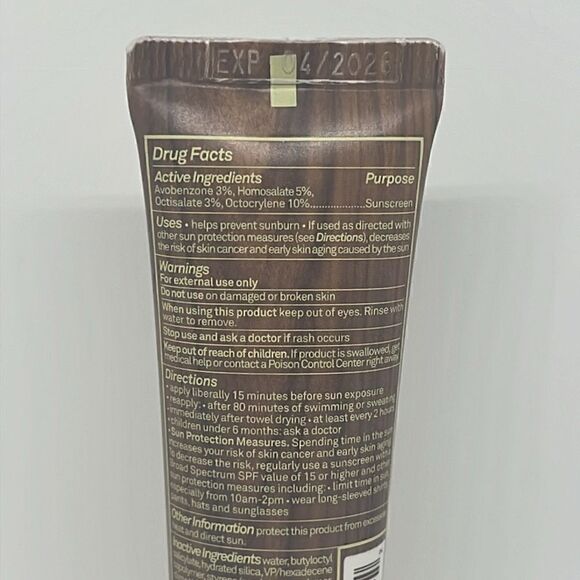 EXP 04/2026
Drug Facts
Active Ingredients Purpose
Avobenzone 3%, Homosalate 5%,
Octisalate 3%, Octocrylene 10%....................Sunscreen
Uses • helps prevent sunburn • If used as directed with
other sun protection measures (see Directions), decreases
the risk of skin cancer and early skin aging caused by the sun
Warnings
For external use only
Do not use on damaged or broken skin
When using this product keep out of eyes. Rinse with
water to remove.
Stop use and ask a doctor if rash occurs
Keep out of reach of children. If product is swallowed, get
medical help or contact a Poison Control Center right away
Directions
• apply liberally 15 minutes before sun exposure
• reapply: • after 80 minutes of swimming or sweating
• immediately after towel drying • at least every 2 hours
• children under 6 months: ask a doctor
• Sun Protection Measures. Spending time in the sun
increases your risk of skin cancer and early skin aging
To decrease the risk, regularly use a sunscreen with a
Broad Spectrum SPF value of 15 or higher and other
sun protection measures including: • limit time in sun,
especially from 10am-2pm • wear long-sleeved shirts,
pants, hats and sunglasses
Other Information protect this product from excessive
heat and direct sun.
Inactive Ingredients water, butyloctyl
salicylate, hydrated silica, VP/hexadecene
copolymer,